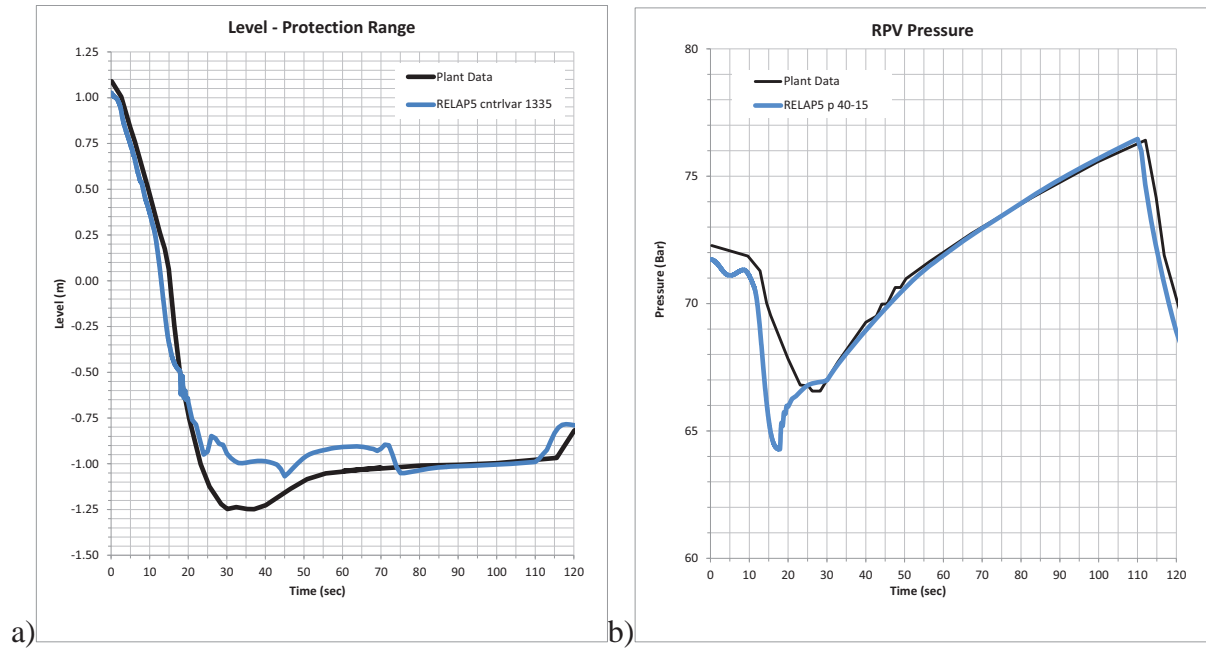 Level - Protection Range
1.25
1.00
0.75
0.50
0.25
0.00
-0.25
-0.50
-0.75
-1.00
-1.25
-1.50
Level (m)
Plant Data
RELAP5 cntrlvar 1335
0 10 20 30 40 50 60 70 80 90 100 110 120
Time (sec)
a)
RPV Pressure
80
75
70
65
60
Pressure (Bar)
Plant Data
RELAP5 p 40-15
0 10 20 30 40 50 60 70 80 90 100 110 120
Time (sec)
b)